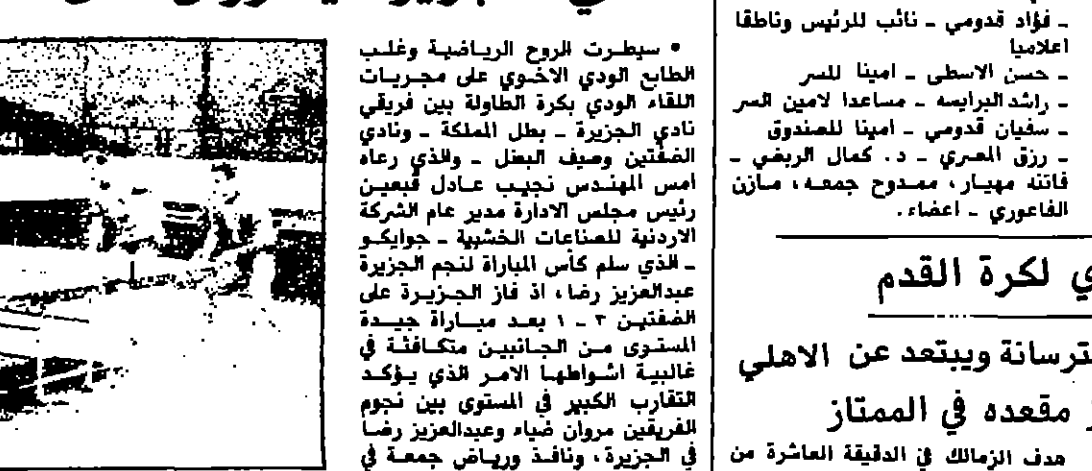 ـ فؤاد قدومي ـ نائب للرئيس وناطقا
اعلاميا
ـ حسن الاسطى ـ امينا للسر
ـ راشد البرايسه ـ مساعدا لامين السر
ـ سفيان قدومي ـ امينا للصندوق
ـ رزق المصري ـ د. كمال الربضي ـ
فاتنه مهيار، ممدوح جمعه، مازن
الفاعوري ـ اعضاء.
ي لكرة القدم
ترسانة ويبتعد عن الاهلي
مقعده في الممتاز
هدف الزمالك في الدقيقة العاشرة من
• سيطرت الروح الرياضية وغلب
الطابع الودي الاخوي على مجريات
اللقاء الودي بكرة الطاولة بين فريقي
نادي الجزيرة ـ بطل المملكة ـ ونادي
الضفتين وصيف البطل ـ والذي رعاه
امس المهندس نجيب عادل قبعين
رئيس مجلس الادارة مدير عام الشركة
الاردنية للصناعات الخشبية ـ جوايكو
ـ الذي سلم كأس المباراة لنجم الجزيرة
عبدالعزيز رضا، اذ فاز الجزيرة على
الضفتين ٣ ـ ١ بعد مباراة جيدة
المستوى من الجانبين متكافئة في
غالبية اشواطها الامر الذي يؤكد
التقارب الكبير في المستوى بين نجوم
الفريقين مروان ضياء وعبدالعزيز رضا
في الجزيرة، ونافذ ورياض جمعة في